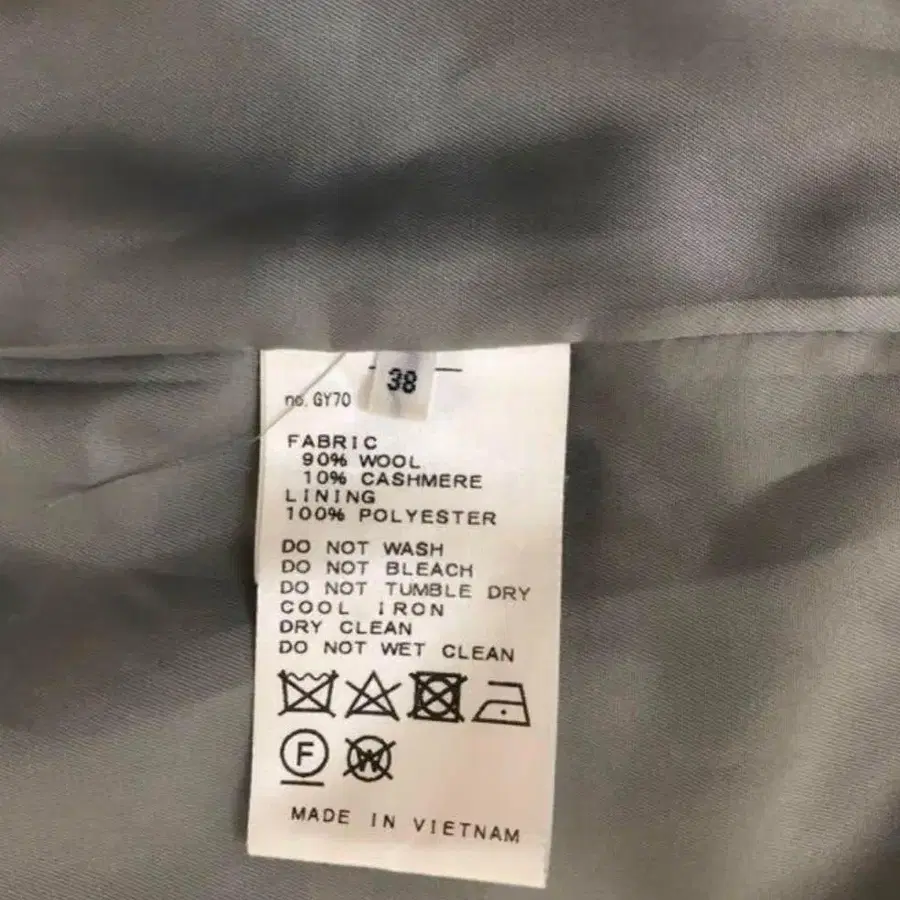 38
no. GY70
FABRIC
90% WOOL
10% CASHMERE
LINING
100% POLYESTER
DO NOT WASH
DO NOT BLEACH
DO NOT TUMBLE DRY
COOL IRON
DRY CLEAN
DO NOT WET CLEAN
F W
MADE IN VIETNAM